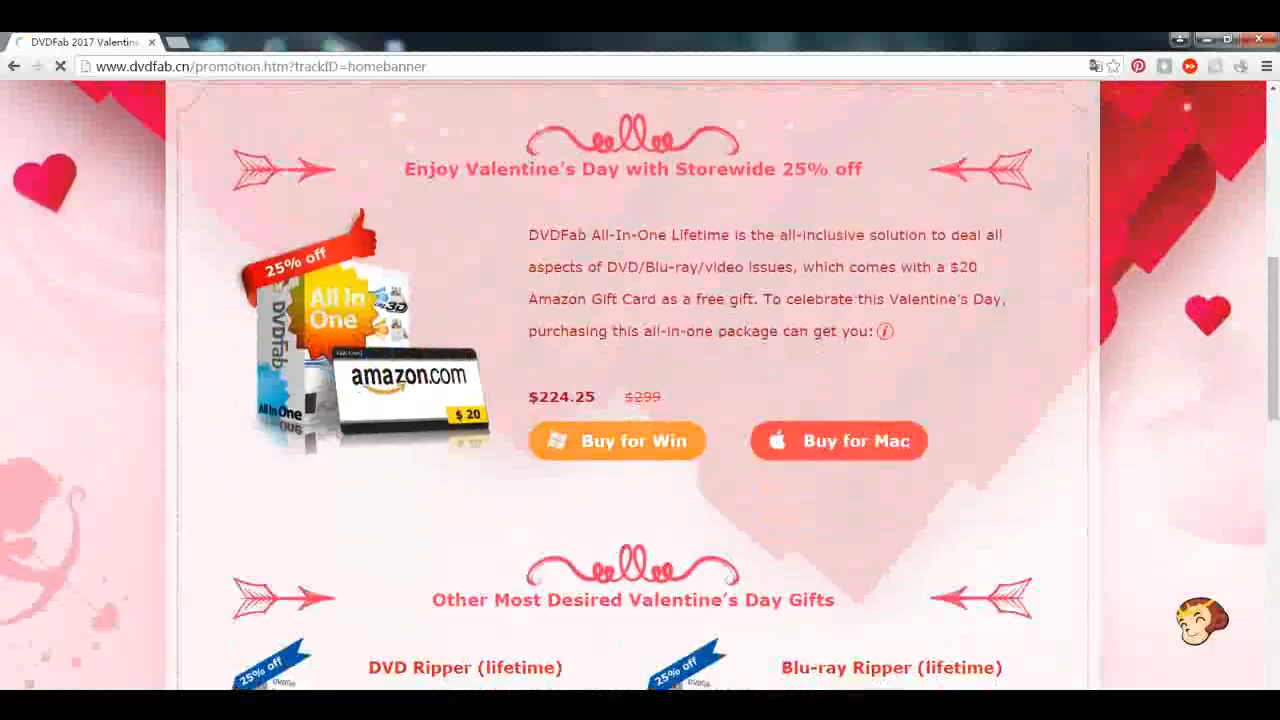 DVDFab 2017 Valentin
www.dvdfab.cn/promotion.htm?trackID=homebanner
Enjoy Valentine's Day with Storewide 25% off
25% off
All In
One
3D
DVDFab
All In One
One
amazon.com
$ 20
DVDFab All-In-One Lifetime is the all-inclusive solution to deal all
aspects of DVD/Blu-ray/video issues, which comes with a $20
Amazon Gift Card as a free gift. To celebrate this Valentine's Day,
purchasing this all-in-one package can get you: i
$224.25 $299
Buy for Win
Buy for Mac
Other Most Desired Valentine's Day Gifts
25% off
DVD Ripper (lifetime)
25% off
Blu-ray Ripper (lifetime)